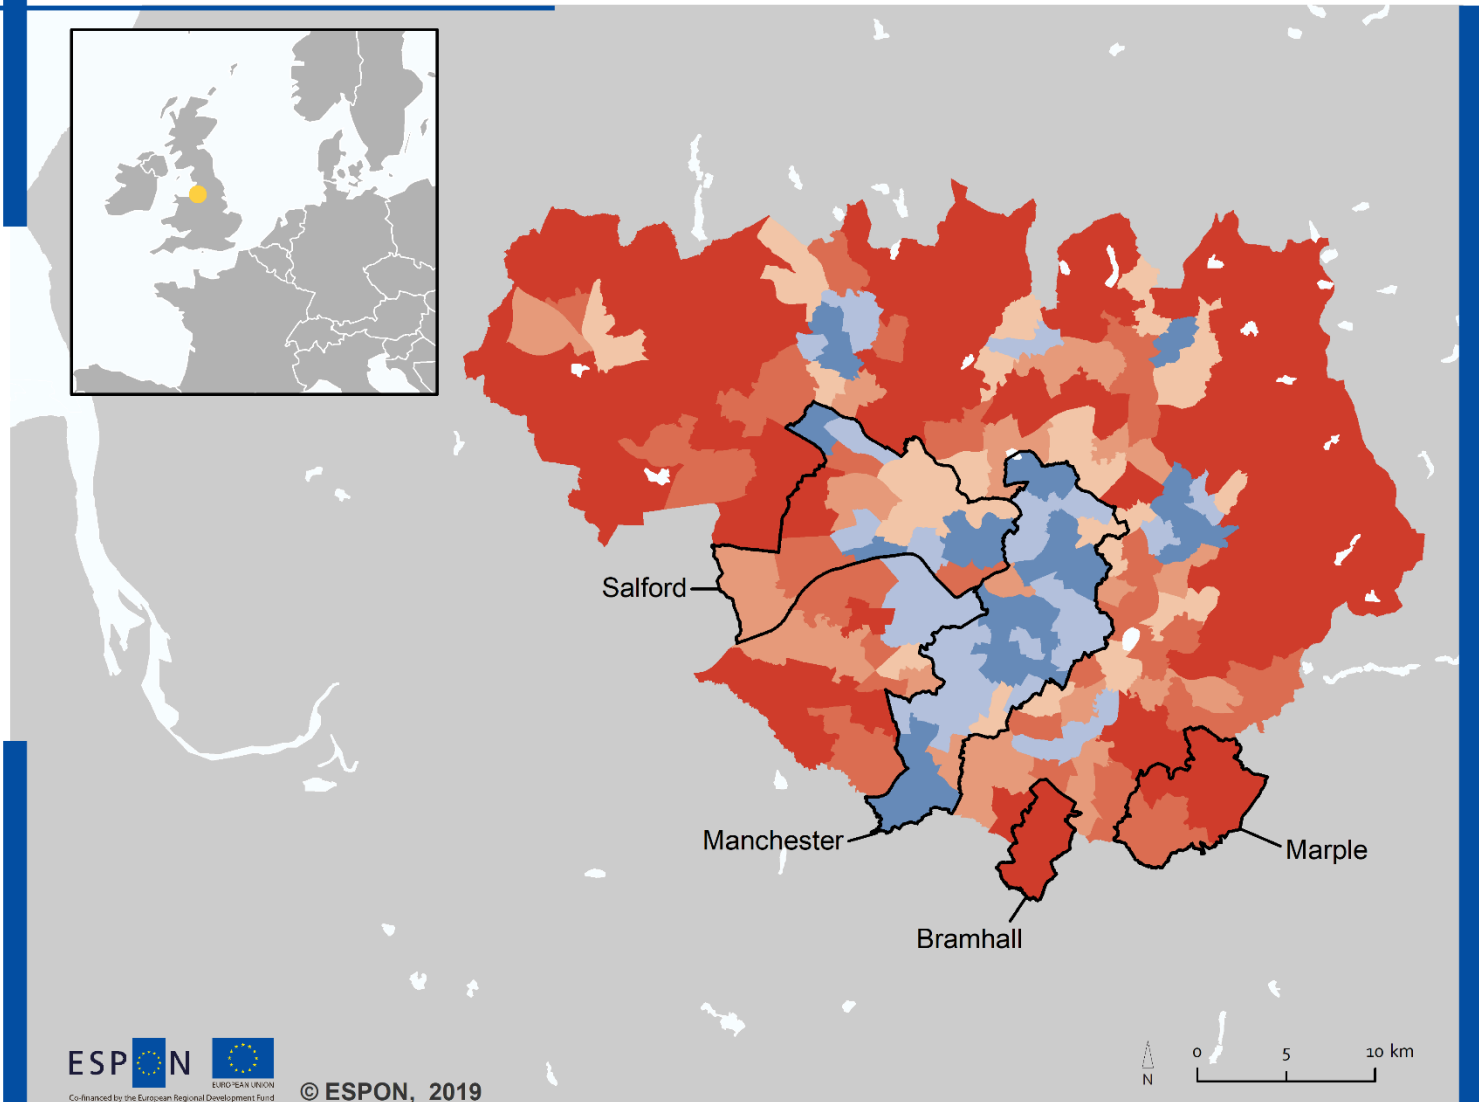 Salford
Manchester
Marple
Bramhall
ESPON
EUROPEAN UNION
Co-financed by the European Regional Development Fund
© ESPON, 2019
N
0 5 10 km